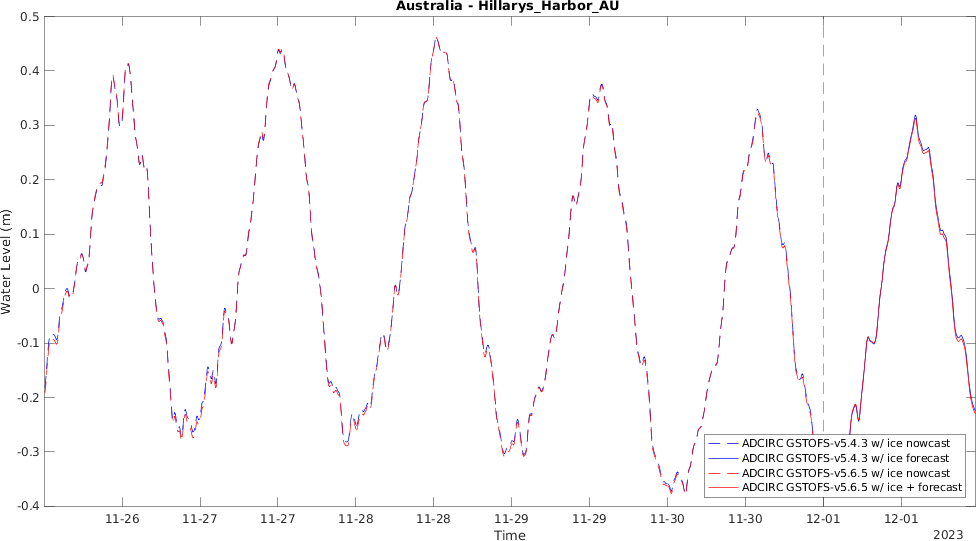 Australia - Hillarys_Harbor_AU
0.5
0.4
0.3
0.2
0.1
0
-0.1
-0.2
-0.3
-0.4
Water Level (m)
ADCIRC GSTOFS-v5.4.3 w/ ice nowcast
ADCIRC GSTOFS-v5.4.3 w/ ice forecast
ADCIRC GSTOFS-v5.6.5 w/ ice nowcast
ADCIRC GSTOFS-v5.6.5 w/ ice + forecast
11-26 11-27 11-27 11-28 11-28 11-29 11-29 11-30 11-30 12-01 12-01
Time
2023